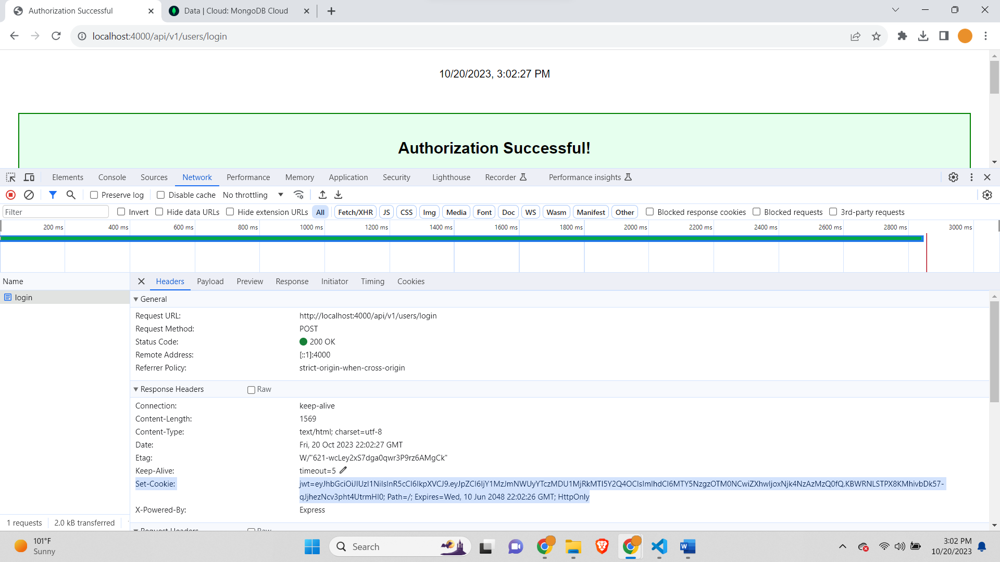 Authorization Successful
Data | Cloud: MongoDB Cloud
localhost:4000/api/v1/users/login
10/20/2023, 3:02:27 PM
Authorization Successful!
Elements Console Sources Network Performance Memory Application Security Lighthouse Recorder Performance insights
Preserve log Disable cache No throttling
Filter Invert Hide data URLs Hide extension URLs All Fetch/XHR JS CSS Img Media Font Doc WS Wasm Manifest Other Blocked response cookies Blocked requests 3rd-party requests
200 ms 400 ms 600 ms 800 ms 1000 ms 1200 ms 1400 ms 1600 ms 1800 ms 2000 ms 2200 ms 2400 ms 2600 ms 2800 ms 3000 ms
Name
Headers Payload Preview Response Initiator Timing Cookies
login
General
Request URL: http://localhost:4000/api/v1/users/login
Request Method: POST
Status Code: 200 OK
Remote Address: [::1]:4000
Referrer Policy: strict-origin-when-cross-origin
Response Headers Raw
Connection: keep-alive
Content-Length: 1569
Content-Type: text/html; charset=utf-8
Date: Fri, 20 Oct 2023 22:02:27 GMT
Etag: W/"621-wcLey2xS7dga0qwr3P9rz6AMgCk"
Keep-Alive: timeout=5
Set-Cookie: jwt=eyJhbGciOiJIUzI1NiIsInR5cCI6IkpXVCJ9.eyJpZCI6IjY1MzJmNWUyYTczMDU1MjRkMTI5Y2Q4OCIsImlhdCI6MTY5NzgzOTM0NCwiZXhwIjoxNjk4NzAzMzQ0fQ.KBWRNLSTPX8KMhivbDk57-
qJjhezNcv3pht4UtrmHI0; Path=/; Expires=Wed, 10 Jun 2048 22:02:26 GMT; HttpOnly
X-Powered-By: Express
Request Headers Raw
1 requests 2.0 kB transferred
101°F
Sunny
Search
3:02 PM
10/20/2023